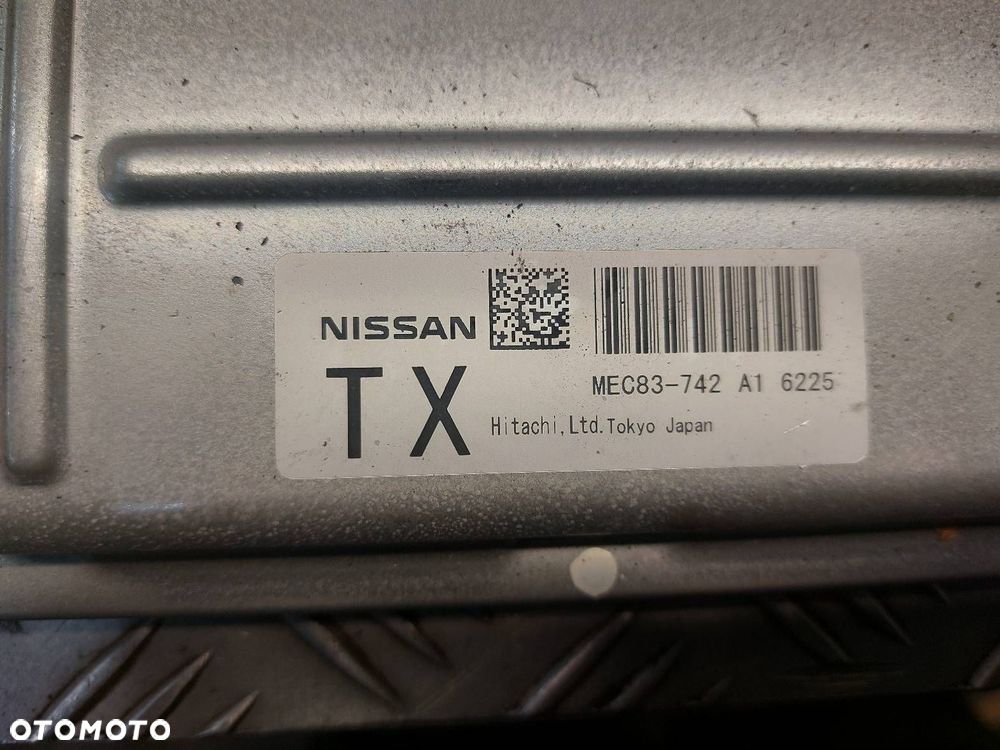 NISSAN
TX
MEC83-742 A1 6225
Hitachi,Ltd.Tokyo Japan
OTOMOTO